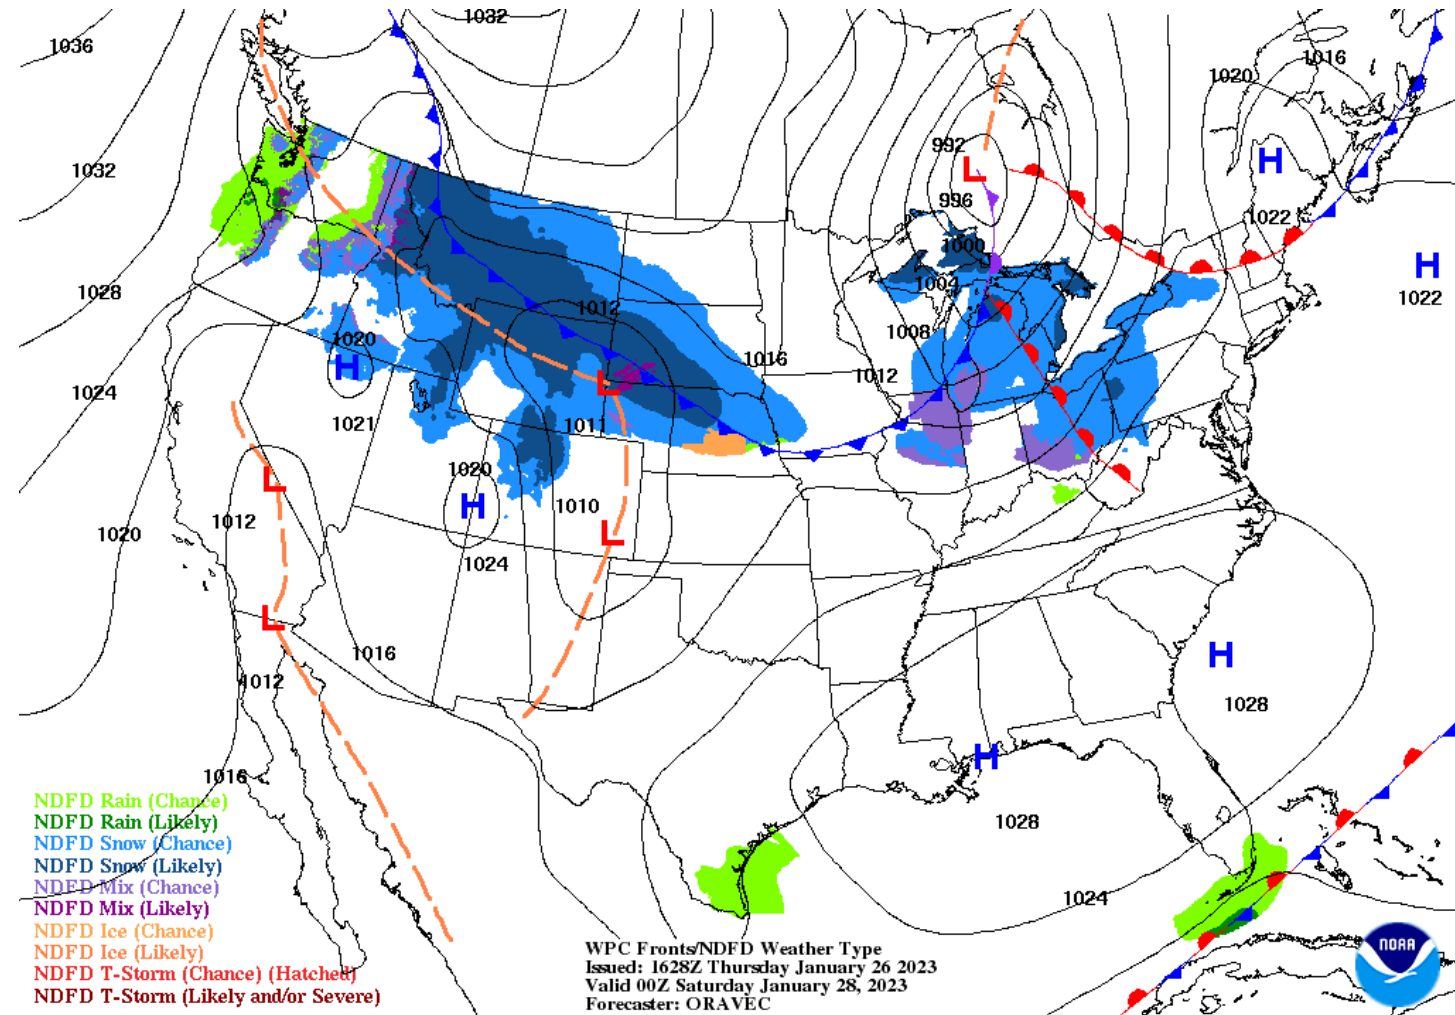 1032
1036
1016
1020
992
L
H
1032
996
1022
1000
H
1028
1004
1022
1012
1008
1020
1016
H
1012
L
1024
1021
1011
1020
L
H
1010
1012
L
1020
1024
L
1016
H
1012
1028
H
1016
1028
1024
NDFD Rain (Chance)
NDFD Rain (Likely)
NDFD Snow (Chance)
NDFD Snow (Likely)
NDFD Mix (Chance)
NDFD Mix (Likely)
NDFD Ice (Chance)
NDFD Ice (Likely)
NDFD T-Storm (Chance) (Hatched)
NDFD T-Storm (Likely and/or Severe)
WPC Fronts/NDFD Weather Type
Issued: 1628Z Thursday January 26 2023
Valid 00Z Saturday January 28, 2023
Forecaster: ORAVEC
NOAA